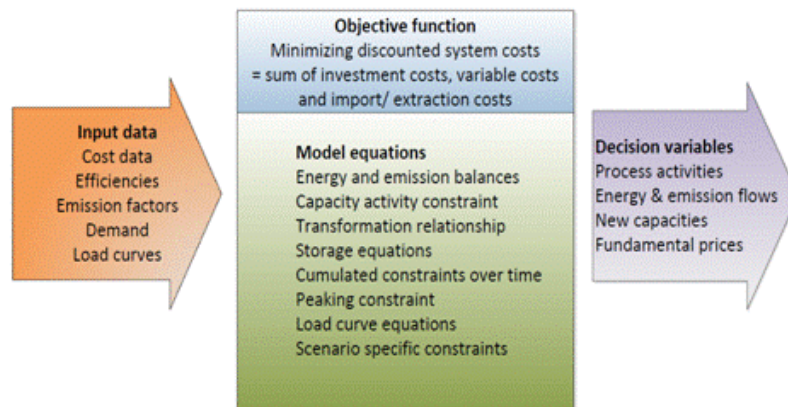 Objective function
Minimizing discounted system costs
= sum of investment costs, variable costs
and import/ extraction costs
Input data
Cost data
Efficiencies
Emission factors
Demand
Load curves
Model equations
Energy and emission balances
Capacity activity constraint
Transformation relationship
Storage equations
Cumulated constraints over time
Peaking constraint
Load curve equations
Scenario specific constraints
Decision variables
Process activities
Energy & emission flows
New capacities
Fundamental prices